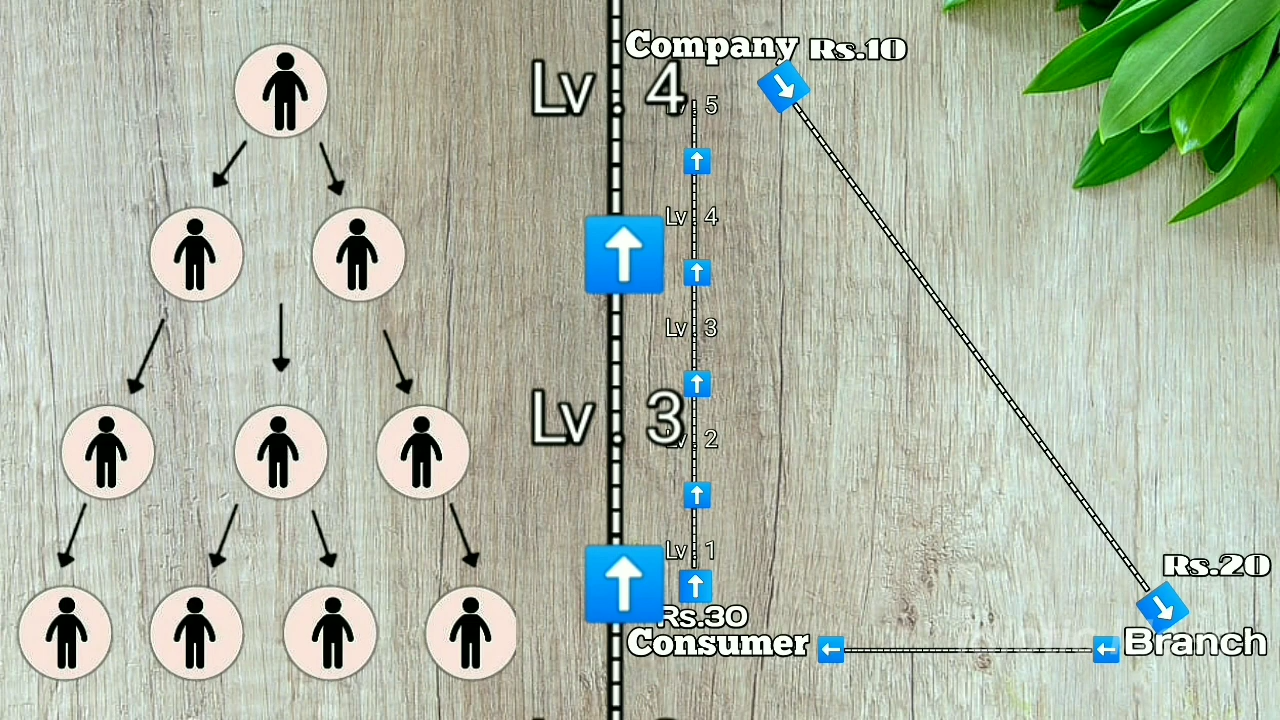 Company Rs.10
Lv. 4
Lv. 5
Lv. 4
Lv. 3
Lv. 3
Lv. 2
Lv. 1
Rs.30
Consumer
Rs.20
Branch